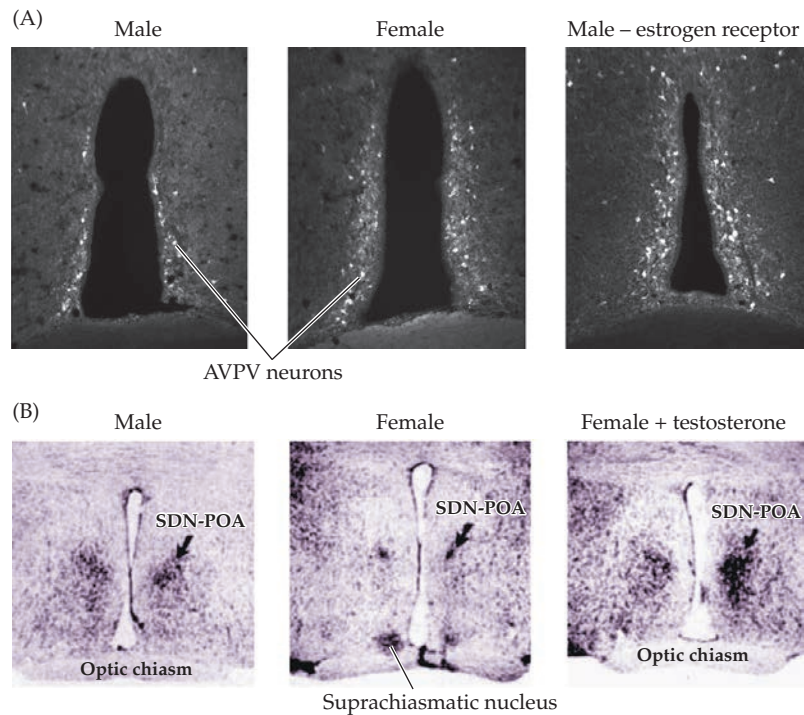 (A)
Male
Female
Male – estrogen receptor
AVPV neurons
(B)
Male
Female
Female + testosterone
SDN-POA
SDN-POA
SDN-POA
Optic chiasm
Optic chiasm
Suprachiasmatic nucleus